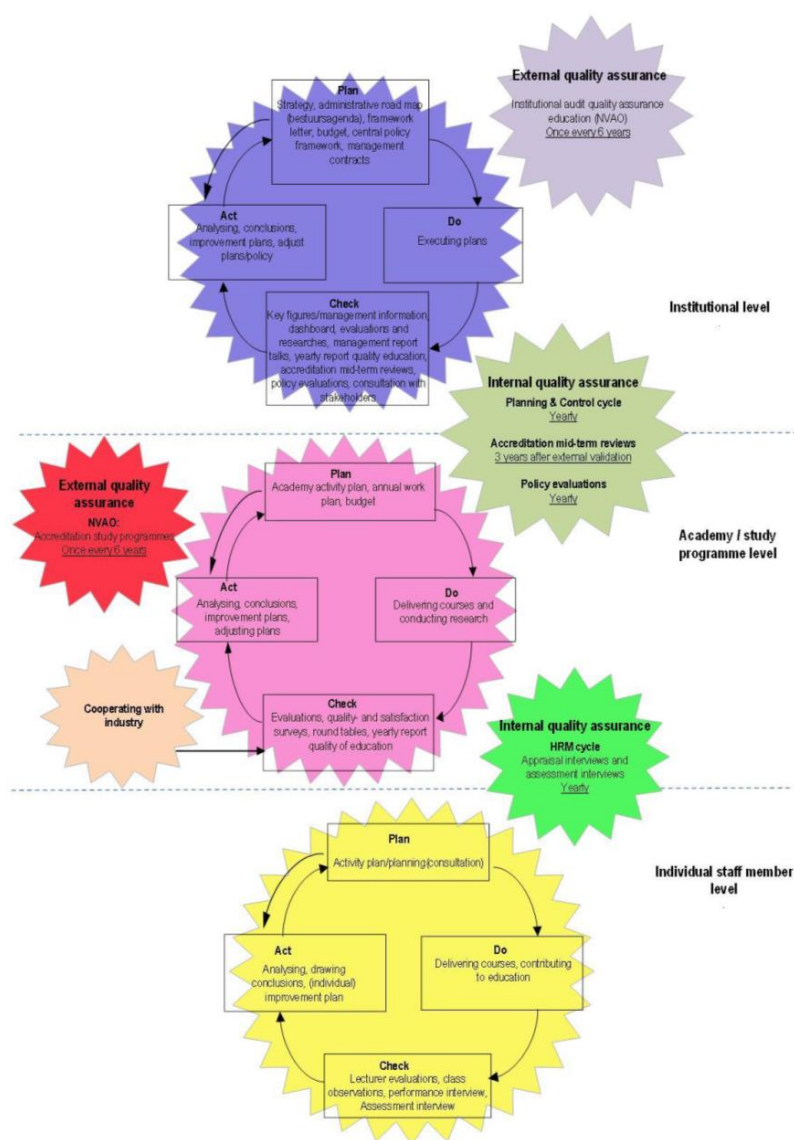 External quality assurance
Institutional audit quality assurance
education (NVAO)
Once every 6 years
Plan
Strategy, administrative road map
(bestuursagenda), framework
letter, budget, central policy
framework, management
contracts
Act
Analysing, conclusions,
improvement plans, adjust
plans/policy
Do
Executing plans
Check
Key figures/management information,
dashboard, evaluations and
researches, management report
talks, yearly report quality education,
accreditation mid-term reviews,
policy evaluations, consultation with
stakeholders
Institutional level
Internal quality assurance
Planning & Control cycle
Yearly
Accreditation mid-term reviews
3 years after external validation
Policy evaluations
Yearly
External quality
assurance
NVAO:
Accreditation study programmes
Once every 6 years
Plan
Academy activity plan, annual work
plan, budget
Academy / study
programme level
Act
Analysing, conclusions,
improvement plans,
adjusting plans
Do
Delivering courses and
conducting research
Cooperating with
industry
Check
Evaluations, quality- and satisfaction
surveys, round tables, yearly report
quality of education
Internal quality assurance
HRM cycle
Appraisal interviews and
assessment interviews
Yearly
Individual staff member
level
Plan
Activity plan/planning(consultation)
Act
Analysing, drawing
conclusions, (individual)
improvement plan
Do
Delivering courses, contributing
to education
Check
Lecturer evaluations, class
observations, performance interview,
Assessment interview